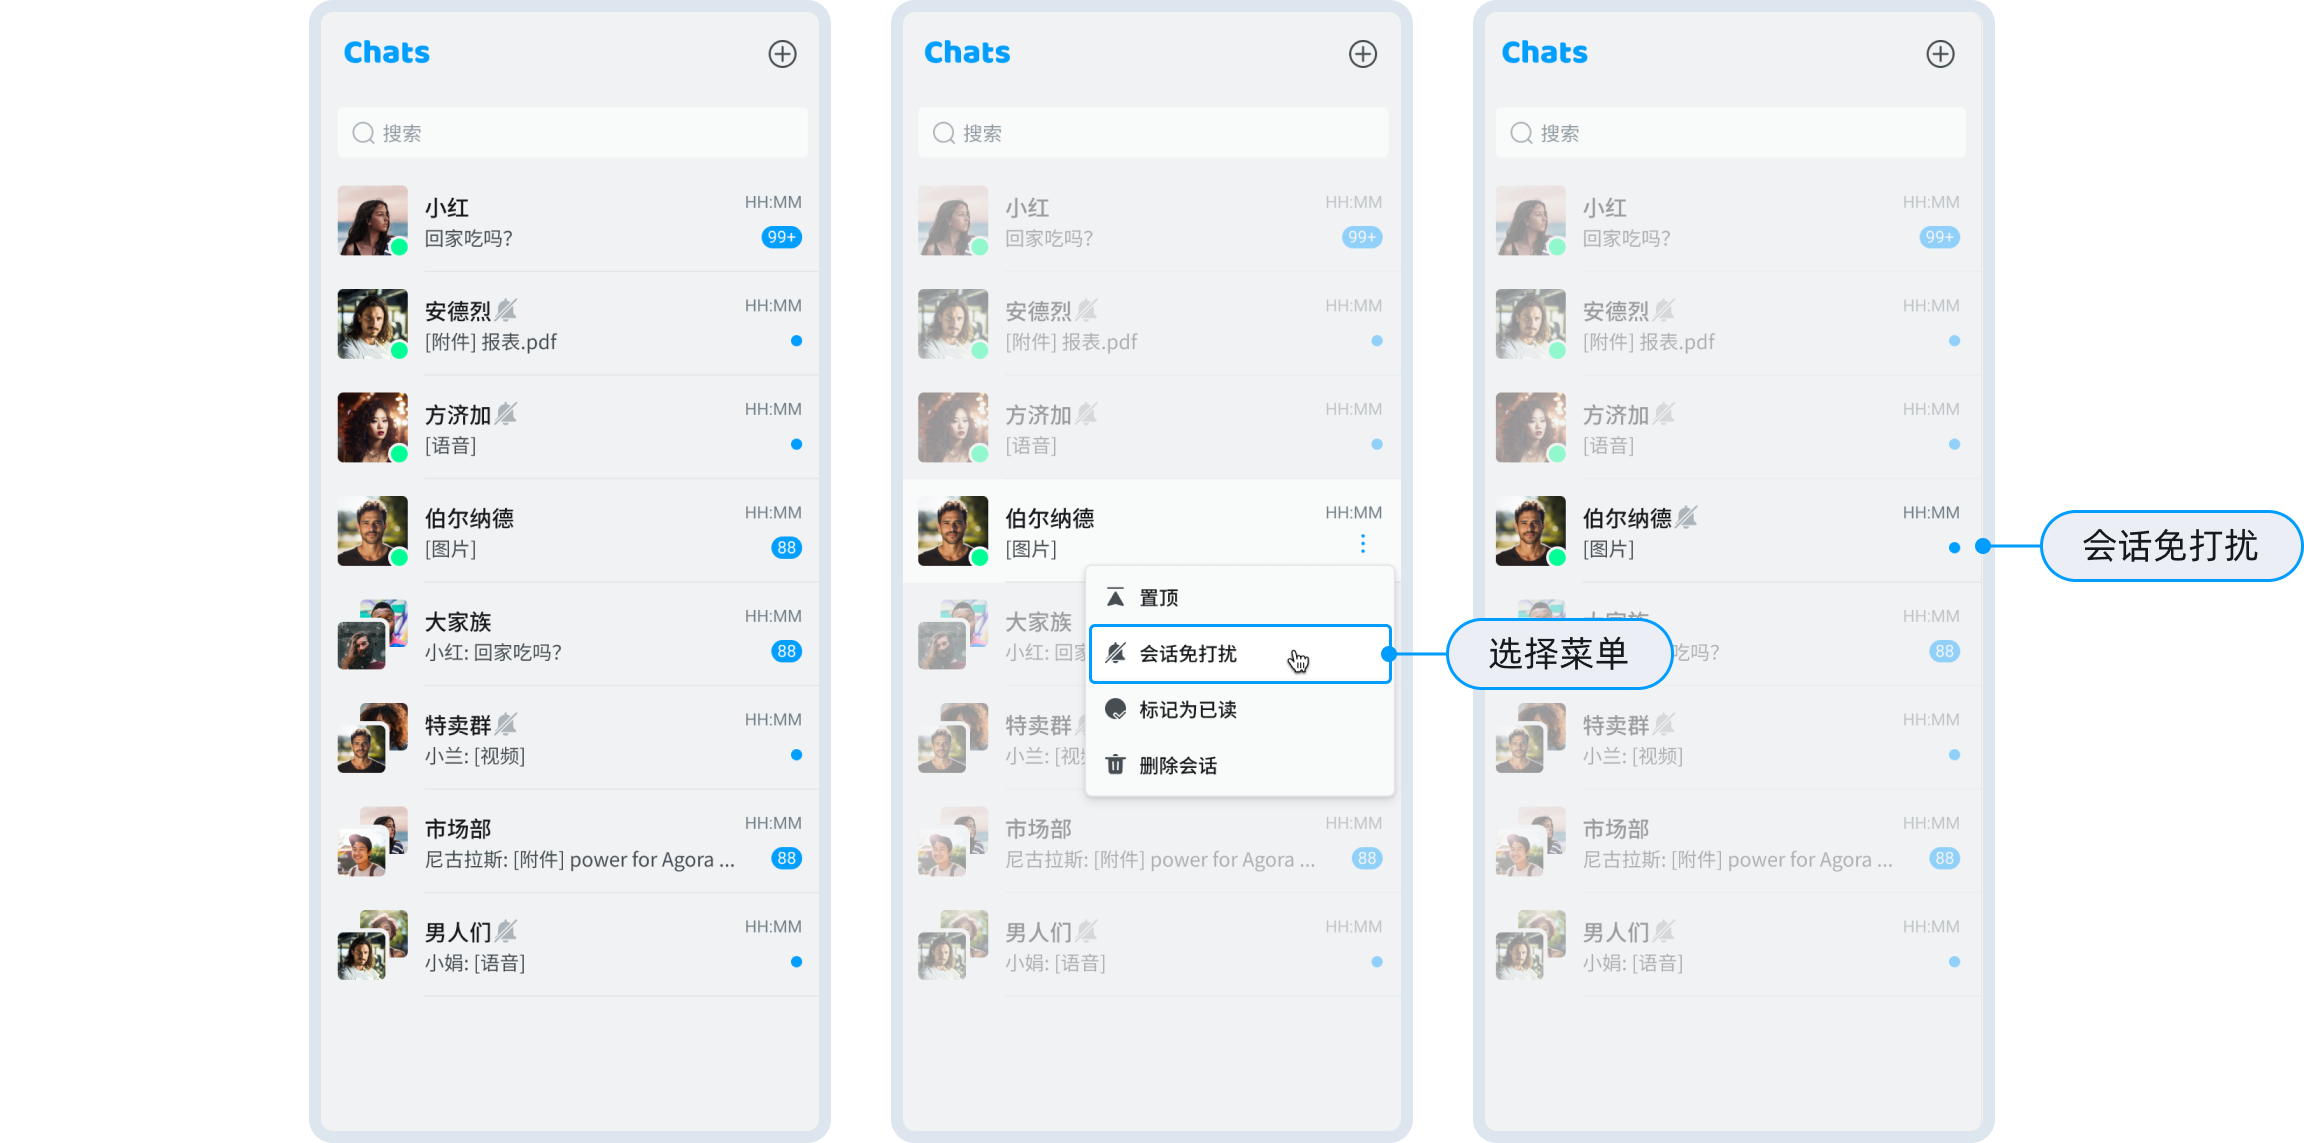 Chats
搜索
小红
HH:MM
回家吃吗?
99+
安德烈
HH:MM
[附件] 报表.pdf
方济加
HH:MM
[语音]
伯尔纳德
HH:MM
[图片]
88
大家族
HH:MM
小红: 回家吃吗?
88
特卖群
HH:MM
小兰: [视频]
市场部
HH:MM
尼古拉斯: [附件] power for Agora ...
88
男人们
HH:MM
小娟: [语音]
Chats
搜索
小红
HH:MM
回家吃吗?
99+
安德烈
HH:MM
[附件] 报表.pdf
方济加
HH:MM
[语音]
伯尔纳德
HH:MM
[图片]
大家族
小红: 回家
特卖群
小兰: [视
置顶
会话免打扰
标记为已读
删除会话
选择菜单
市场部
HH:MM
尼古拉斯: [附件] power for Agora ...
88
男人们
HH:MM
小娟: [语音]
Chats
搜索
小红
HH:MM
回家吃吗?
99+
安德烈
HH:MM
[附件] 报表.pdf
方济加
HH:MM
[语音]
伯尔纳德
HH:MM
[图片]
会话免打扰
HH:MM
吃吗?
88
特卖群
HH:MM
小兰: [视频]
市场部
HH:MM
尼古拉斯: [附件] power for Agora ...
88
男人们
HH:MM
小娟: [语音]